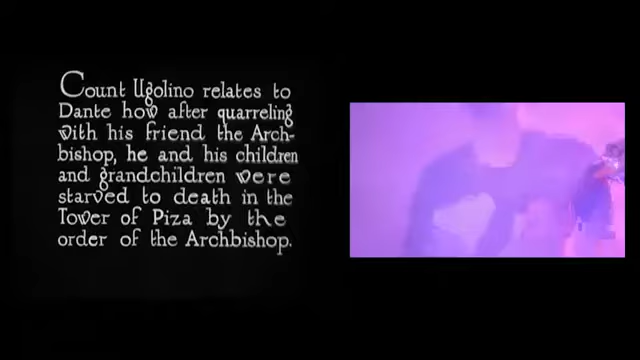 Count Ugolino relates to
Dante how after quarreling
with his friend the Arch-
bishop, he and his children
and grandchildren were
starved to death in the
Tower of Piza by the
order of the Archbishop.